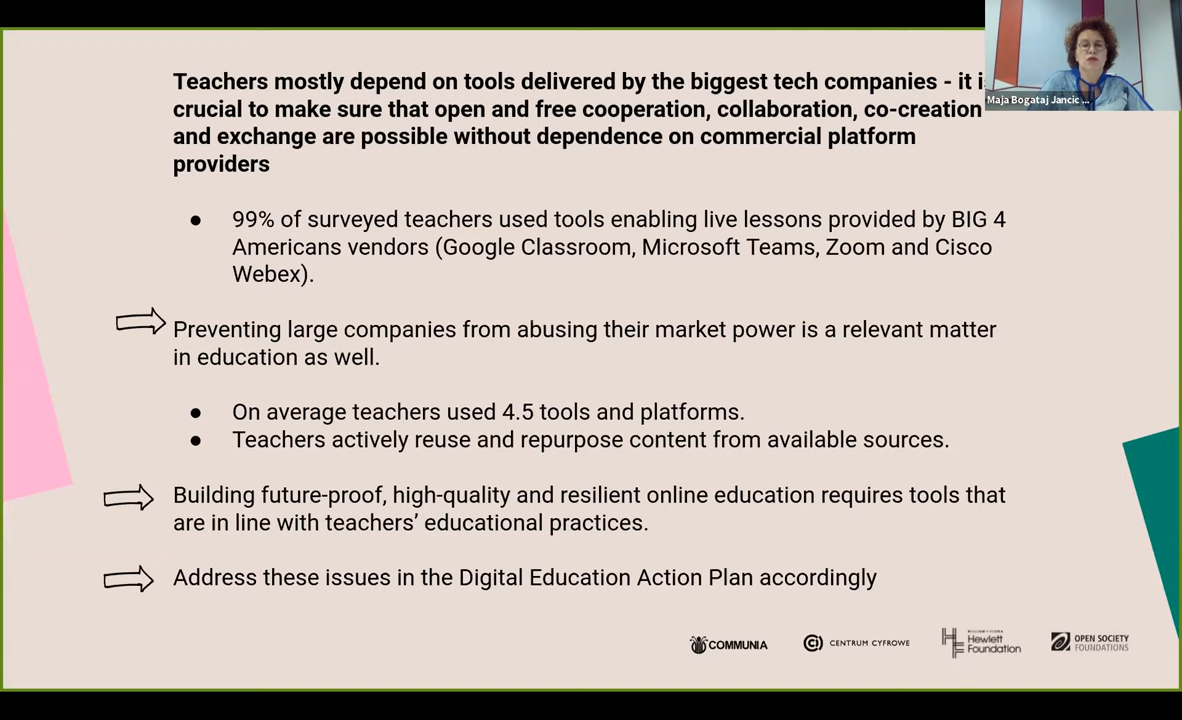 Teachers mostly depend on tools delivered by the biggest tech companies - it i
crucial to make sure that open and free cooperation, collaboration, co-creation
and exchange are possible without dependence on commercial platform
providers
Maja Bogataj Jancic ...
● 99% of surveyed teachers used tools enabling live lessons provided by BIG 4
Americans vendors (Google Classroom, Microsoft Teams, Zoom and Cisco
Webex).
Preventing large companies from abusing their market power is a relevant matter
in education as well.
● On average teachers used 4.5 tools and platforms.
● Teachers actively reuse and repurpose content from available sources.
Building future-proof, high-quality and resilient online education requires tools that
are in line with teachers’ educational practices.
Address these issues in the Digital Education Action Plan accordingly
COMMUNIA
CENTRUM CYFROWE
WILLIAM + FLORA
Hewlett
Foundation
OPEN SOCIETY
FOUNDATIONS